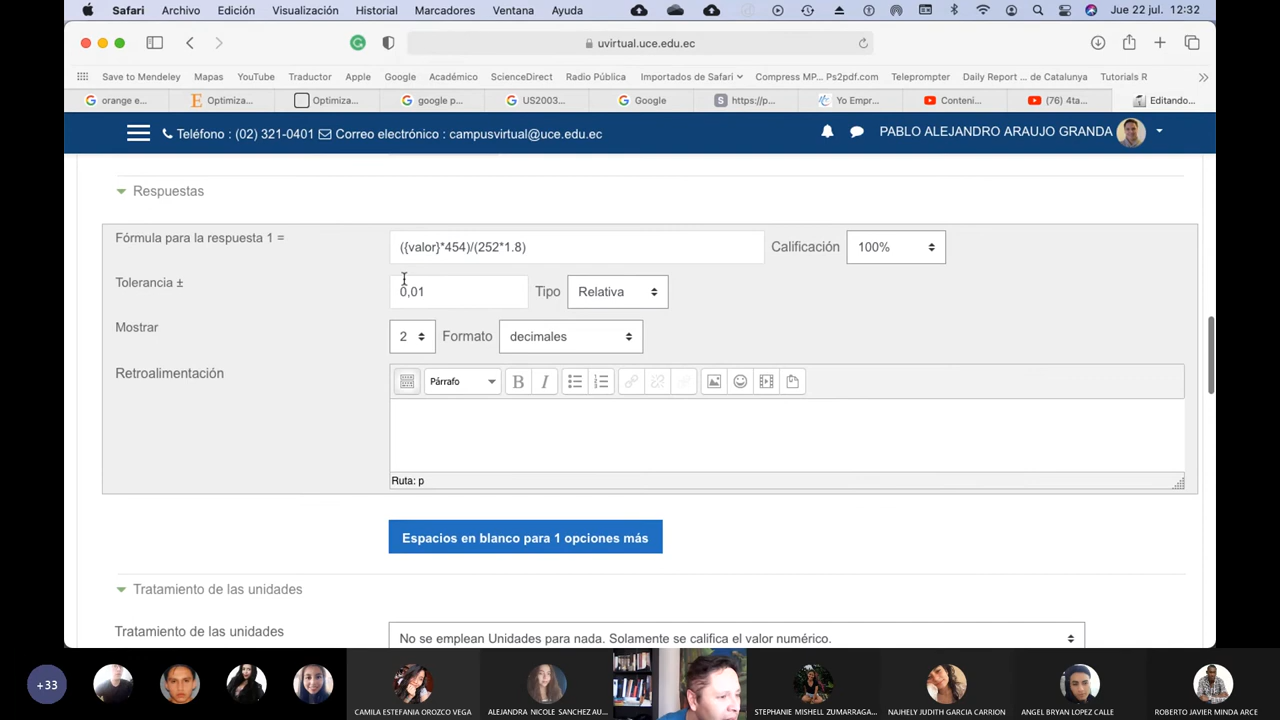 Safari Archivo Edición Visualización Historial Marcadores Ventana Ayuda Jue 22 jul. 12:32
uvirtual.uce.edu.ec
Save to Mendeley Mapas YouTube Traductor Apple Google Académico ScienceDirect Radio Pública Importados de Safari Compress MP... Ps2pdf.com Teleprompter Daily Report ... de Catalunya Tutorials R
orange e... Optimiza... Optimiza... google p... US2003... Google https://p... Yo Empr... Contení... (76) 4ta... Editando...
Teléfono : (02) 321-0401 Correo electrónico : campusvirtual@uce.edu.ec PABLO ALEJANDRO ARAUJO GRANDA
Respuestas
Fórmula para la respuesta 1 = ({valor}*454)/(252*1.8) Calificación 100%
Tolerancia ± 0,01 Tipo Relativa
Mostrar 2 Formato decimales
Retroalimentación Párrafo B I
Ruta: p
Espacios en blanco para 1 opciones más
Tratamiento de las unidades
Tratamiento de las unidades No se emplean Unidades para nada. Solamente se califica el valor numérico.
+33 CAMILA ESTEFANIA OROZCO VEGA ALEJANDRA NICOLE SANCHEZ AU... STEPHANIE MISHELL ZUMARRAGA... NAJHELY JUDITH GARCIA CARRION ANGEL BRYAN LOPEZ CALLE ROBERTO JAVIER MINDA ARCE